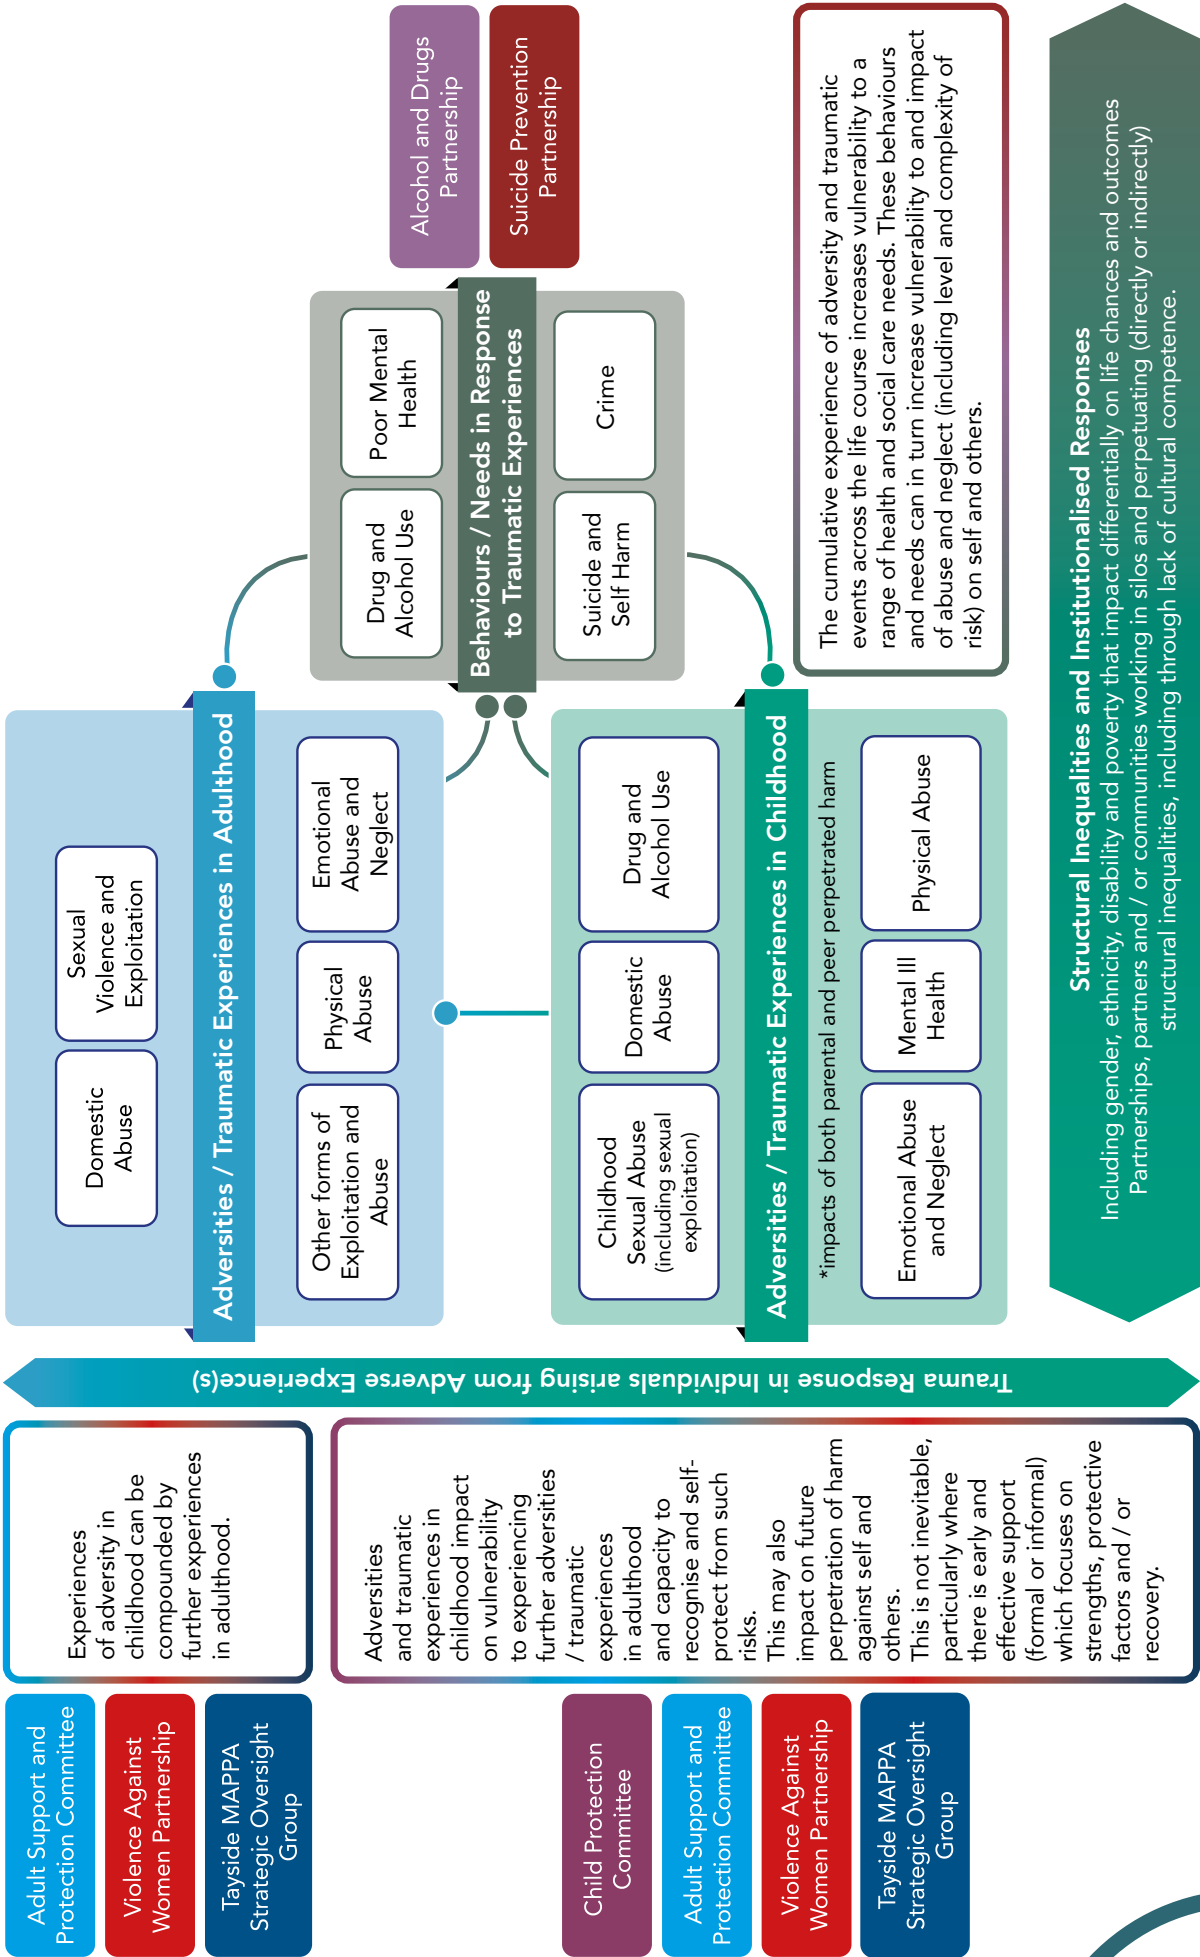 Adult Support and
Protection Committee
Violence Against
Women Partnership
Tayside MAPPA
Strategic Oversight
Group
Experiences
of adversity in
childhood can be
compounded by
further experiences
in adulthood.
Child Protection
Committee
Adult Support and
Protection Committee
Violence Against
Women Partnership
Tayside MAPPA
Strategic Oversight
Group
Adversities
and traumatic
experiences in
childhood impact
on vulnerability
to experiencing
further adversities
/ traumatic
experiences
in adulthood
and capacity to
recognise and self-
protect from such
risks.
This may also
impact on future
perpetration of harm
against self and
others.
This is not inevitable,
particularly where
there is early and
effective support
(formal or informal)
which focuses on
strengths, protective
factors and / or
recovery.
Trauma Response in Individuals arising from Adverse Experience(s)
Domestic
Abuse
Sexual
Violence and
Exploitation
Adversities / Traumatic Experiences in Adulthood
Other forms of
Exploitation and
Abuse
Physical
Abuse
Emotional
Abuse and
Neglect
Childhood
Sexual Abuse
(including sexual
exploitation)
Domestic
Abuse
Drug and
Alcohol Use
Adversities / Traumatic Experiences in Childhood
*impacts of both parental and peer perpetrated harm
Emotional Abuse
and Neglect
Mental Ill
Health
Physical Abuse
Drug and
Alcohol Use
Poor Mental
Health
Behaviours / Needs in Response
to Traumatic Experiences
Suicide and
Self Harm
Crime
Alcohol and Drugs
Partnership
Suicide Prevention
Partnership
The cumulative experience of adversity and traumatic
events across the life course increases vulnerability to a
range of health and social care needs. These behaviours
and needs can in turn increase vulnerability to and impact
of abuse and neglect (including level and complexity of
risk) on self and others.
Structural Inequalities and Institutionalised Responses
Including gender, ethnicity, disability and poverty that impact differentially on life chances and outcomes
Partnerships, partners and / or communities working in silos and perpetuating (directly or indirectly)
structural inequalities, including through lack of cultural competence.